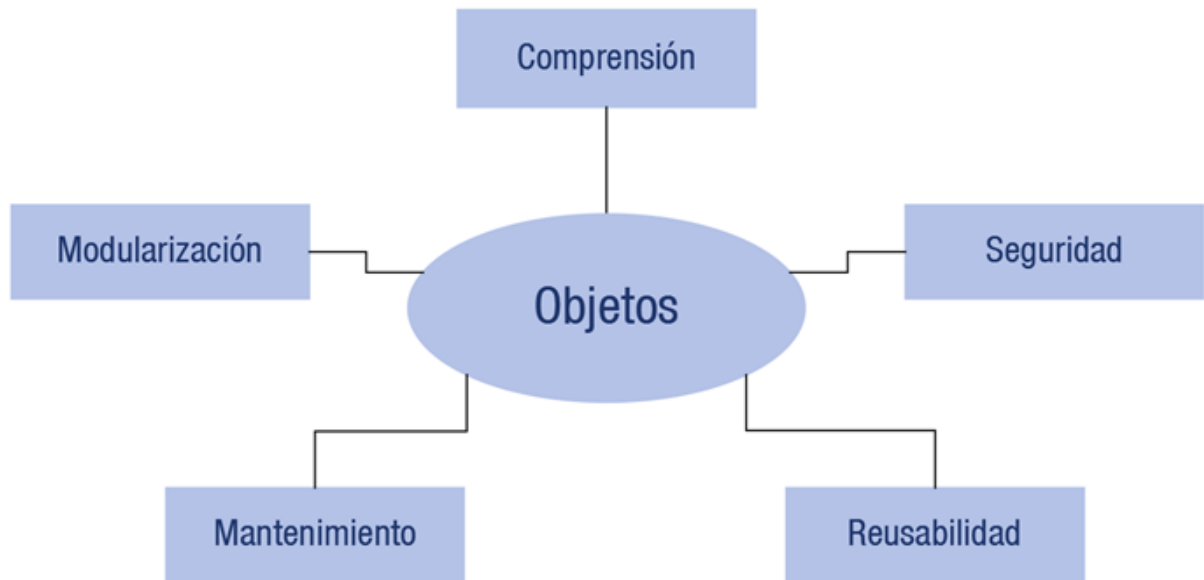 Comprensión
Modularización
Seguridad
Objetos
Mantenimiento
Reusabilidad